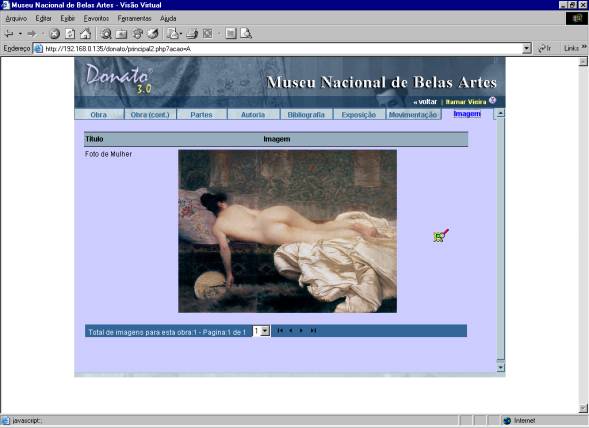 Museu Nacional de Belas Artes - Visão Virtual
Arquivo Editar Exibir Favoritos Ferramentas Ajuda
Endereço http://192.168.0.135/donato/principal2.php?acao=A Ir Links »
Donato
3.0
Museu Nacional de Belas Artes
« voltar | Itamar Vieira
Obra Obra (cont.) Partes Autoria Bibliografia Exposição Movimentação Imagem
Título Imagem
Foto de Mulher
Total de imagens para esta obra:1 - Pagina:1 de 1 1
javascript:; Internet